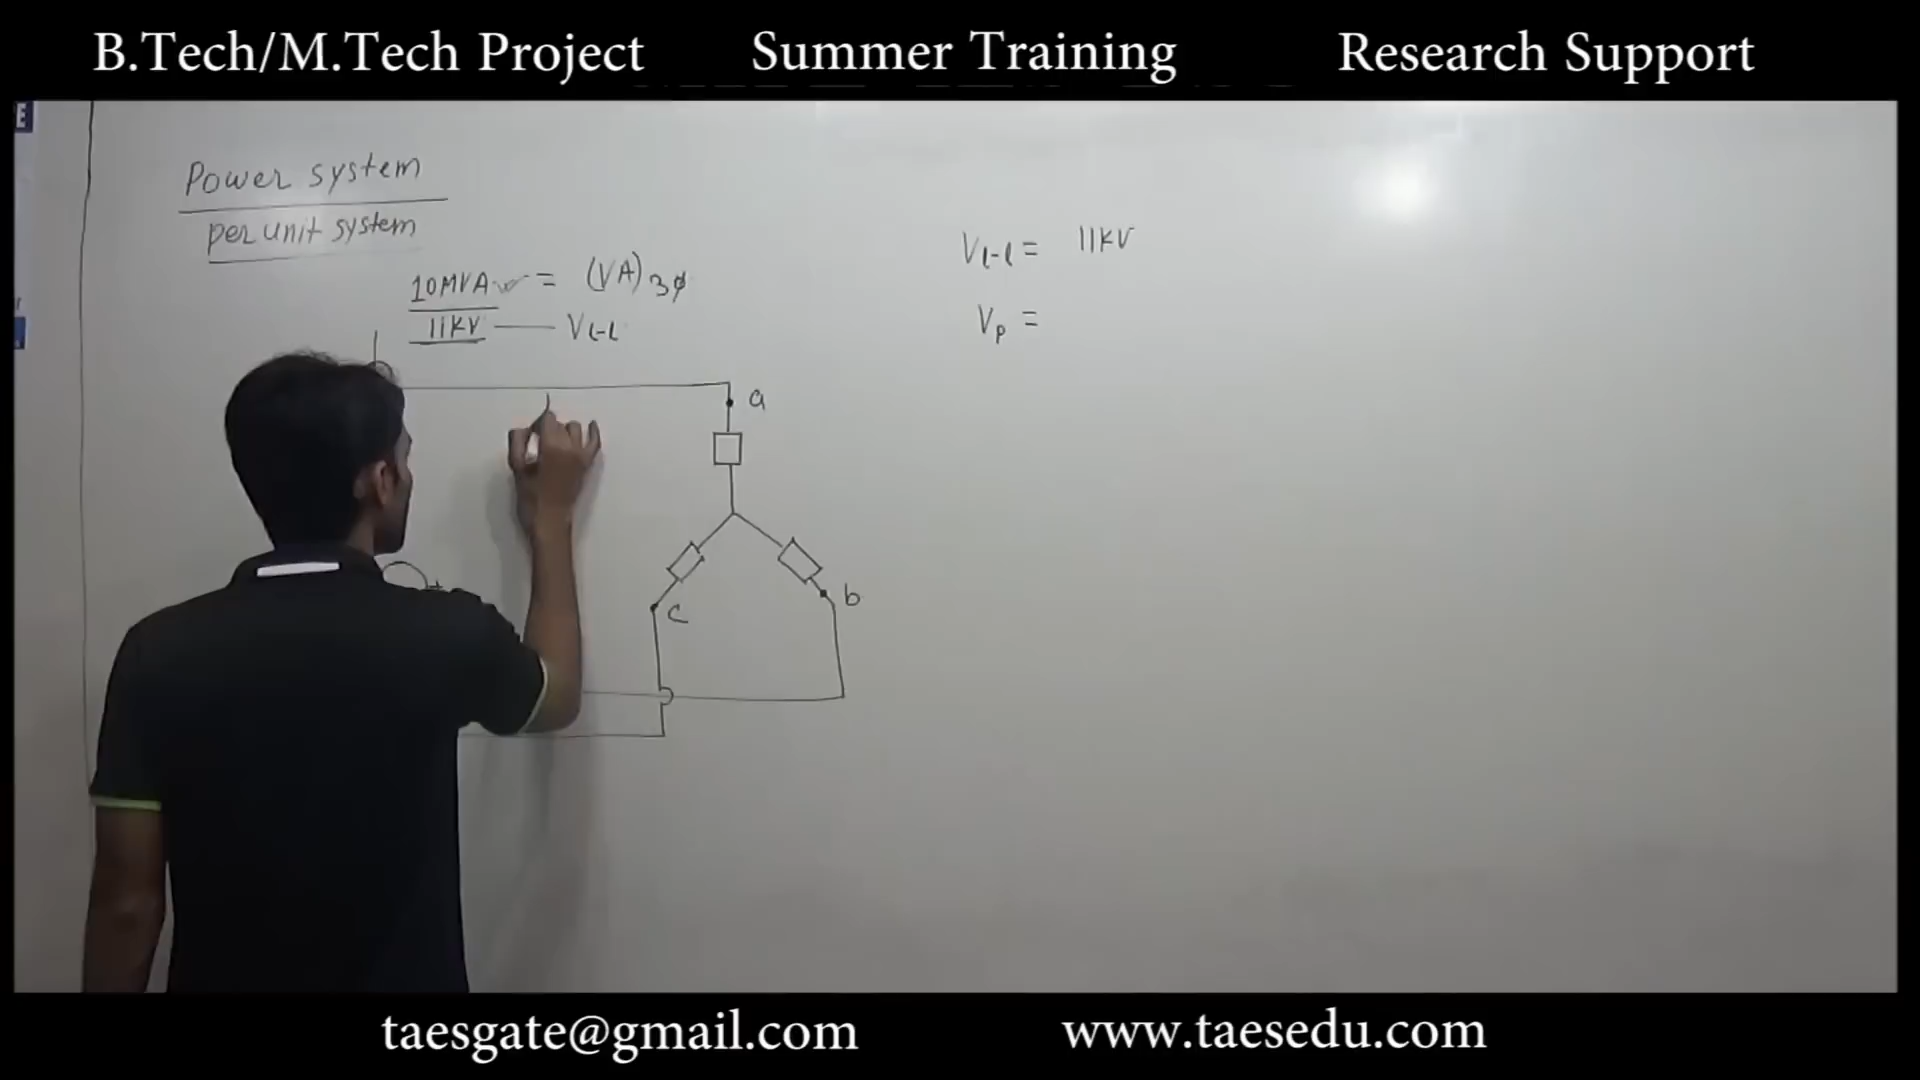 B.Tech/M.Tech Project Summer Training Research Support
E
Power system
per unit system
10MVA = (VA)3φ
11KV — VL-L
VL-L = 11KV
Vp =
a
b
c
+
taesgate@gmail.com www.taesedu.com